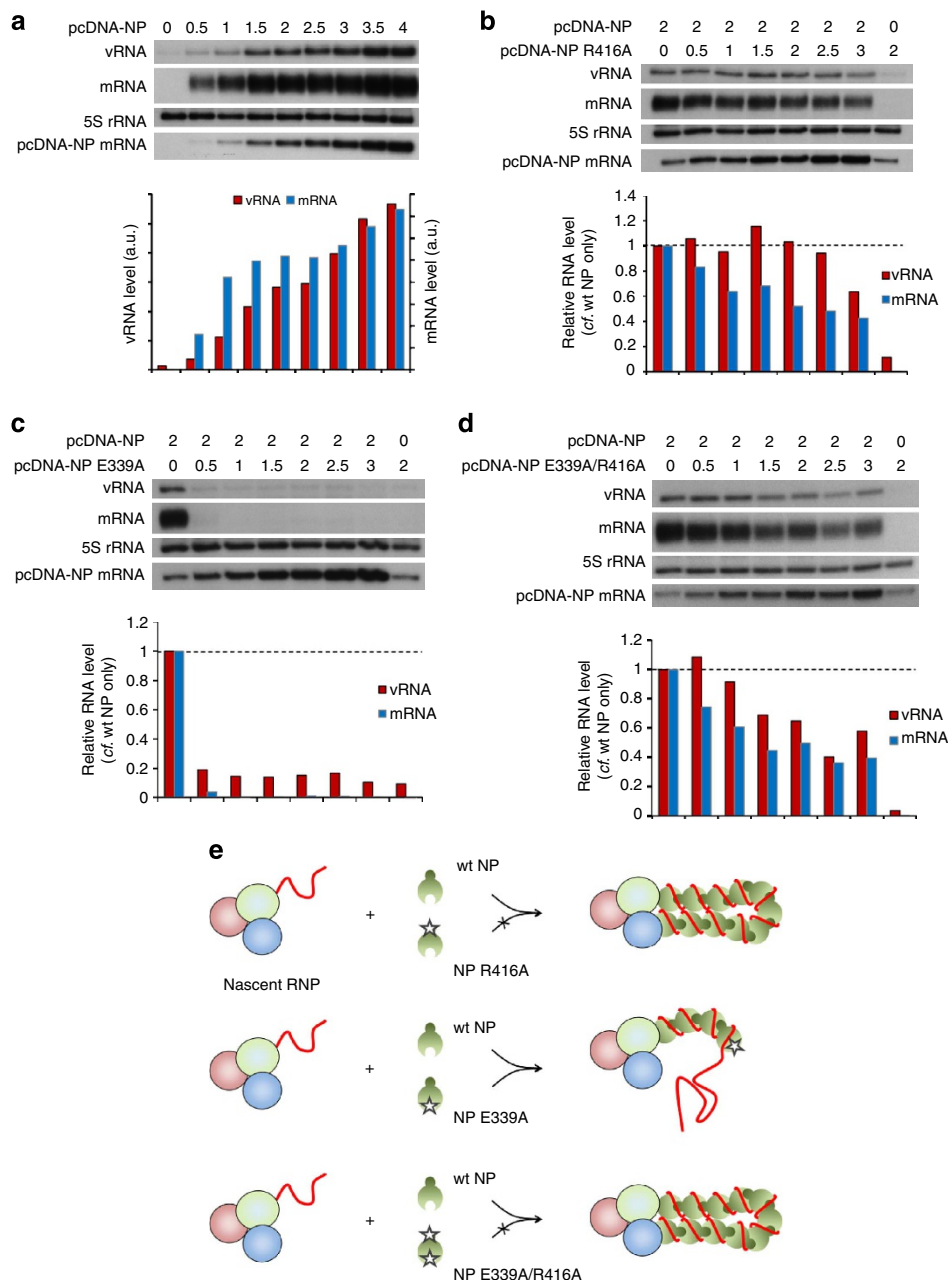 a
pcDNA-NP 0 0.5 1 1.5 2 2.5 3 3.5 4
vRNA
mRNA
5S rRNA
pcDNA-NP mRNA
vRNA mRNA
vRNA level (a.u.)
mRNA level (a.u.)
b
pcDNA-NP 2 2 2 2 2 2 2 0
pcDNA-NP R416A 0 0.5 1 1.5 2 2.5 3 2
vRNA
mRNA
5S rRNA
pcDNA-NP mRNA
1.4
1.2
1
0.8
0.6
0.4
0.2
0
Relative RNA level
(cf. wt NP only)
vRNA
mRNA
c
pcDNA-NP 2 2 2 2 2 2 2 0
pcDNA-NP E339A 0 0.5 1 1.5 2 2.5 3 2
vRNA
mRNA
5S rRNA
pcDNA-NP mRNA
1.2
1
0.8
0.6
0.4
0.2
0
Relative RNA level
(cf. wt NP only)
vRNA
mRNA
d
pcDNA-NP 2 2 2 2 2 2 2 0
pcDNA-NP E339A/R416A 0 0.5 1 1.5 2 2.5 3 2
vRNA
mRNA
5S rRNA
pcDNA-NP mRNA
1.2
1
0.8
0.6
0.4
0.2
0
Relative RNA level
(cf. wt NP only)
vRNA
mRNA
e
wt NP
+
NP R416A
Nascent RNP
wt NP
+
NP E339A
wt NP
+
NP E339A/R416A